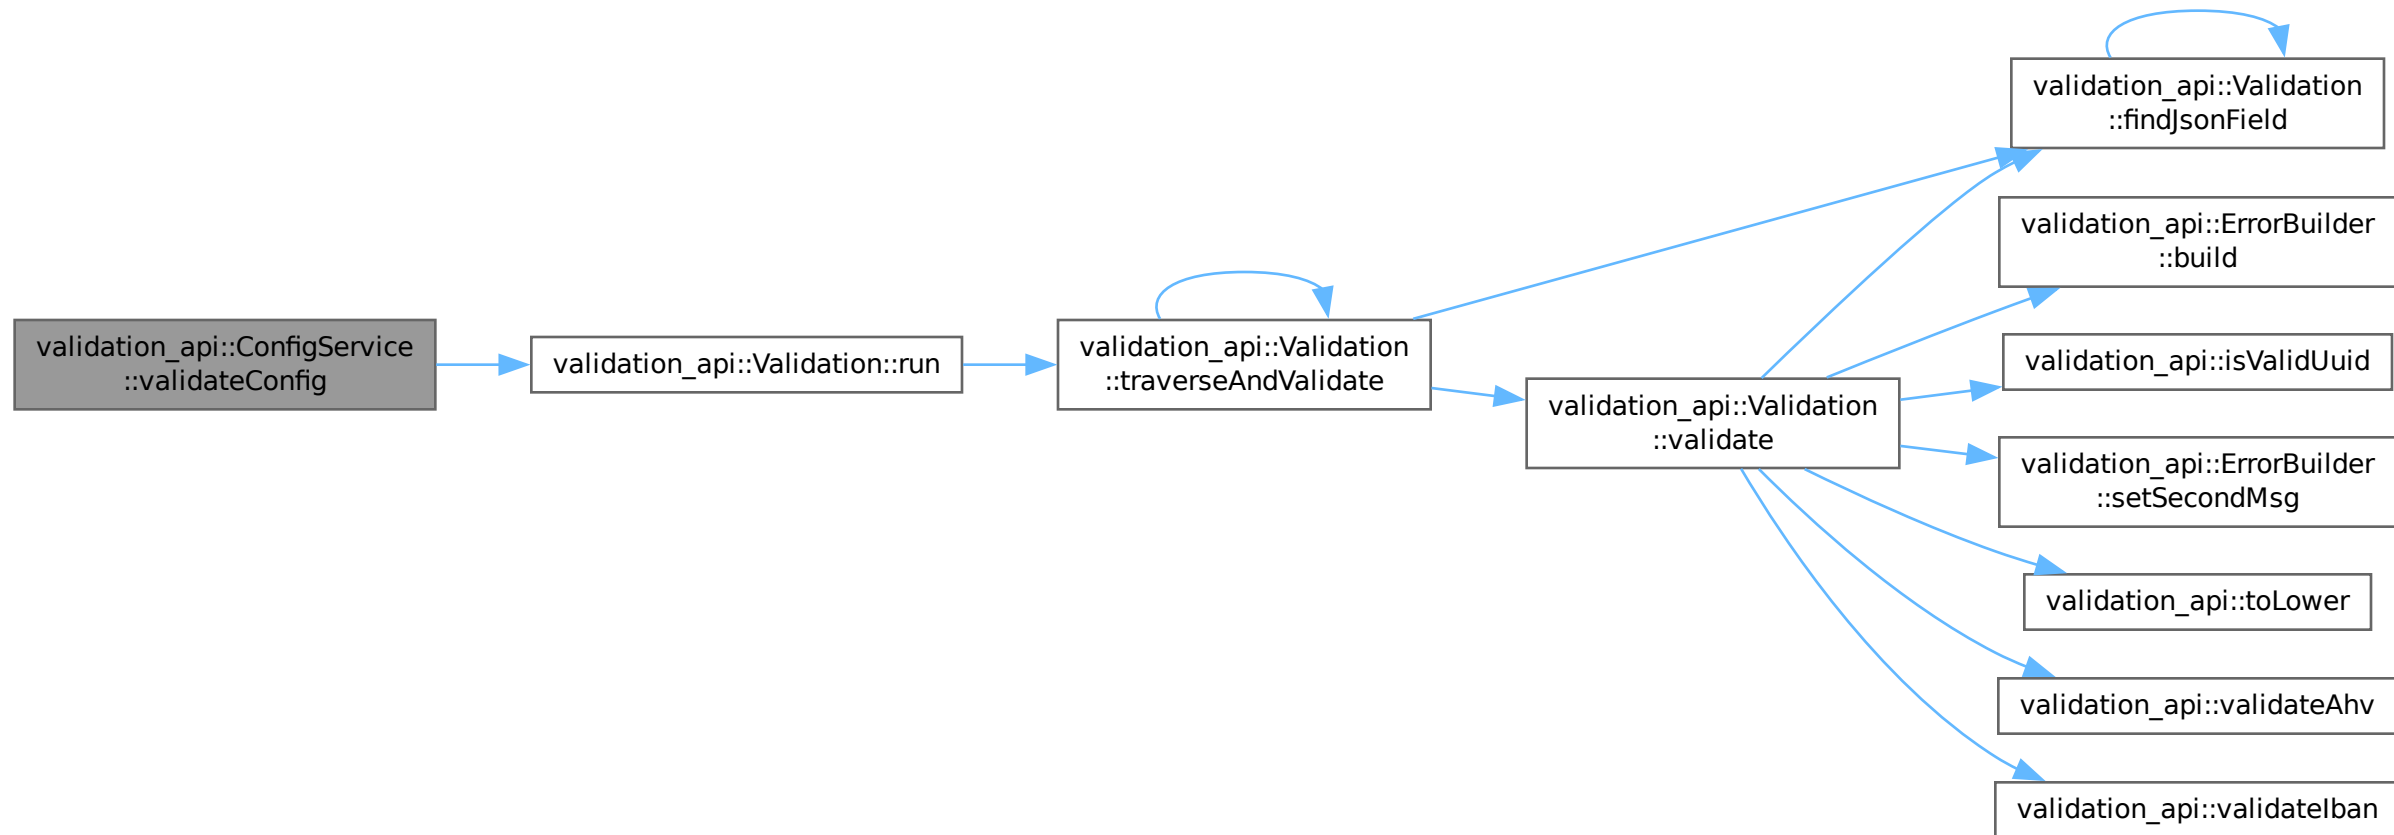 validation_api::ConfigService
::validateConfig
validation_api::Validation::run
validation_api::Validation
::traverseAndValidate
validation_api::Validation
::validate
validation_api::Validation
::findJsonField
validation_api::ErrorBuilder
::build
validation_api::isValidUuid
validation_api::ErrorBuilder
::setSecondMsg
validation_api::toLower
validation_api::validateAhv
validation_api::validateIban